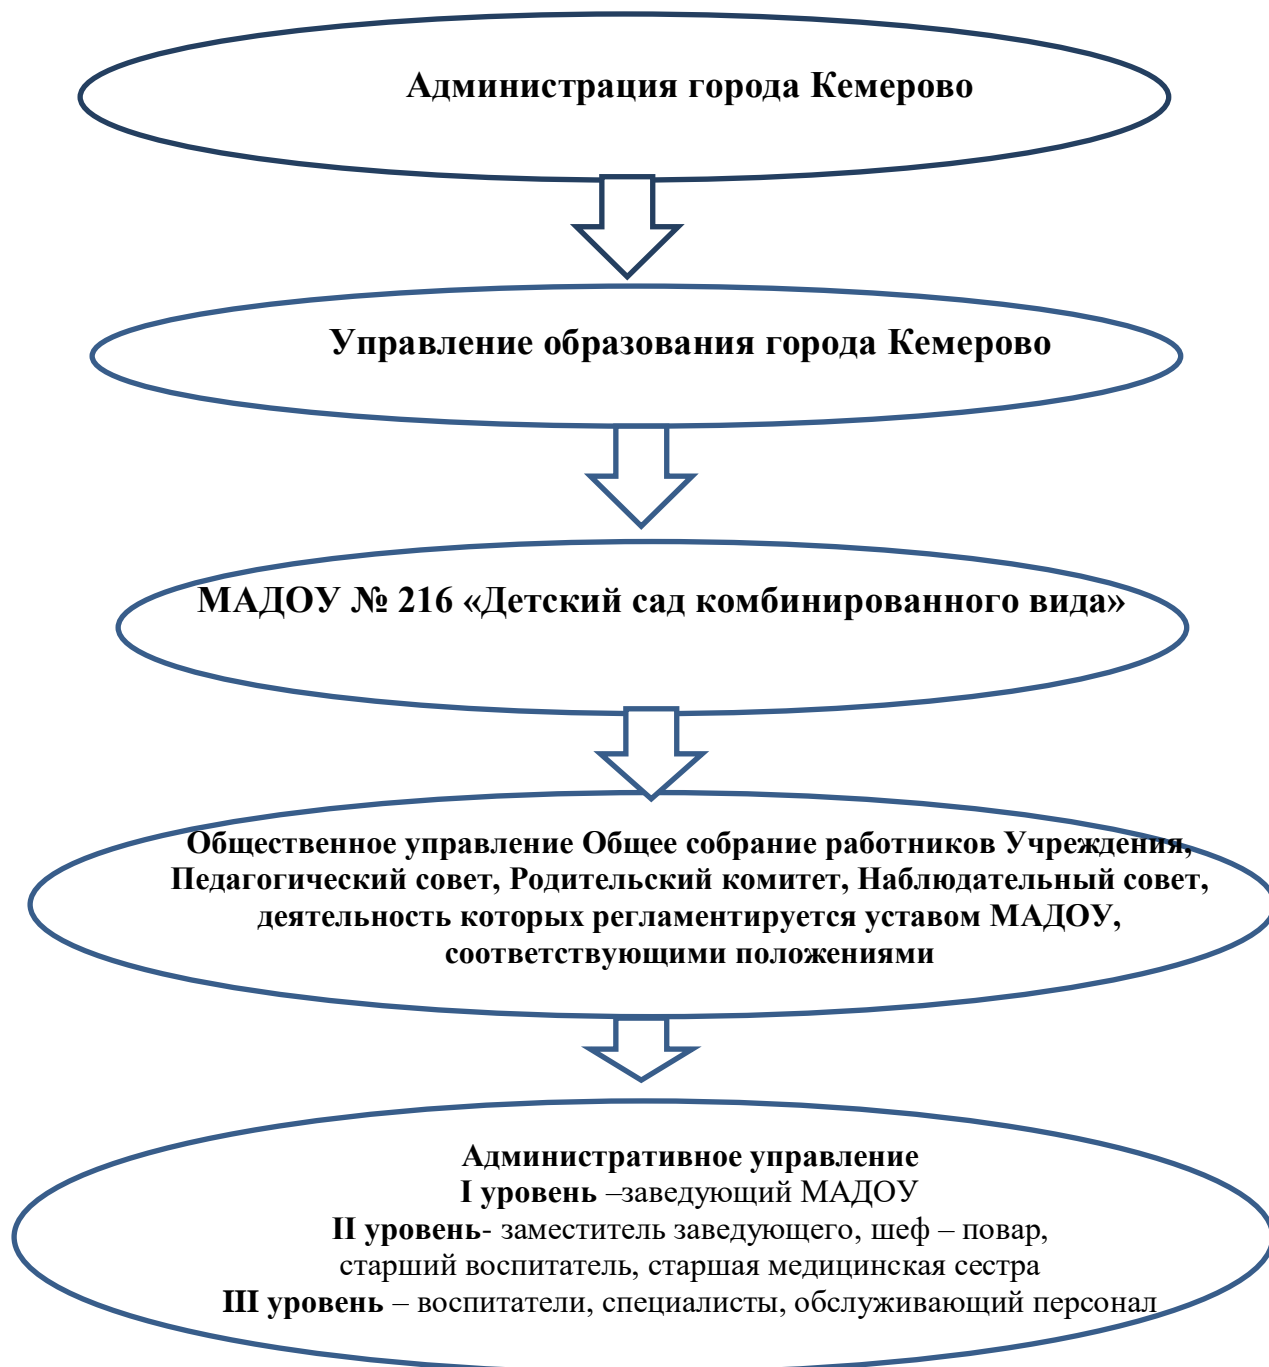 Администрация города Кемерово
Управление образования города Кемерово
МАДОУ № 216 «Детский сад комбинированного вида»
Общественное управление Общее собрание работников Учреждения,
Педагогический совет, Родительский комитет, Наблюдательный совет,
деятельность которых регламентируется уставом МАДОУ,
соответствующими положениями
Административное управление
I уровень –заведующий МАДОУ
II уровень- заместитель заведующего, шеф – повар,
старший воспитатель, старшая медицинская сестра
III уровень – воспитатели, специалисты, обслуживающий персонал